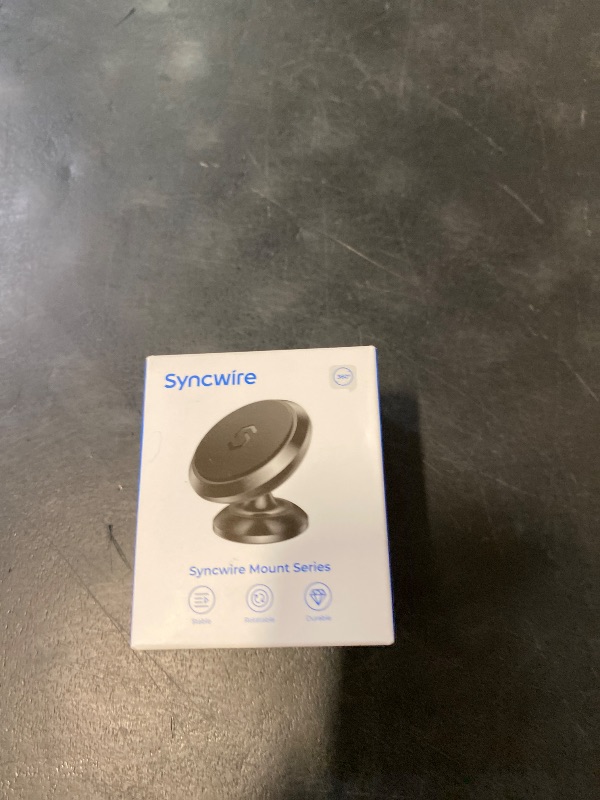 Syncwire
360°
Syncwire Mount Series
Stable
Rotatable
Durable